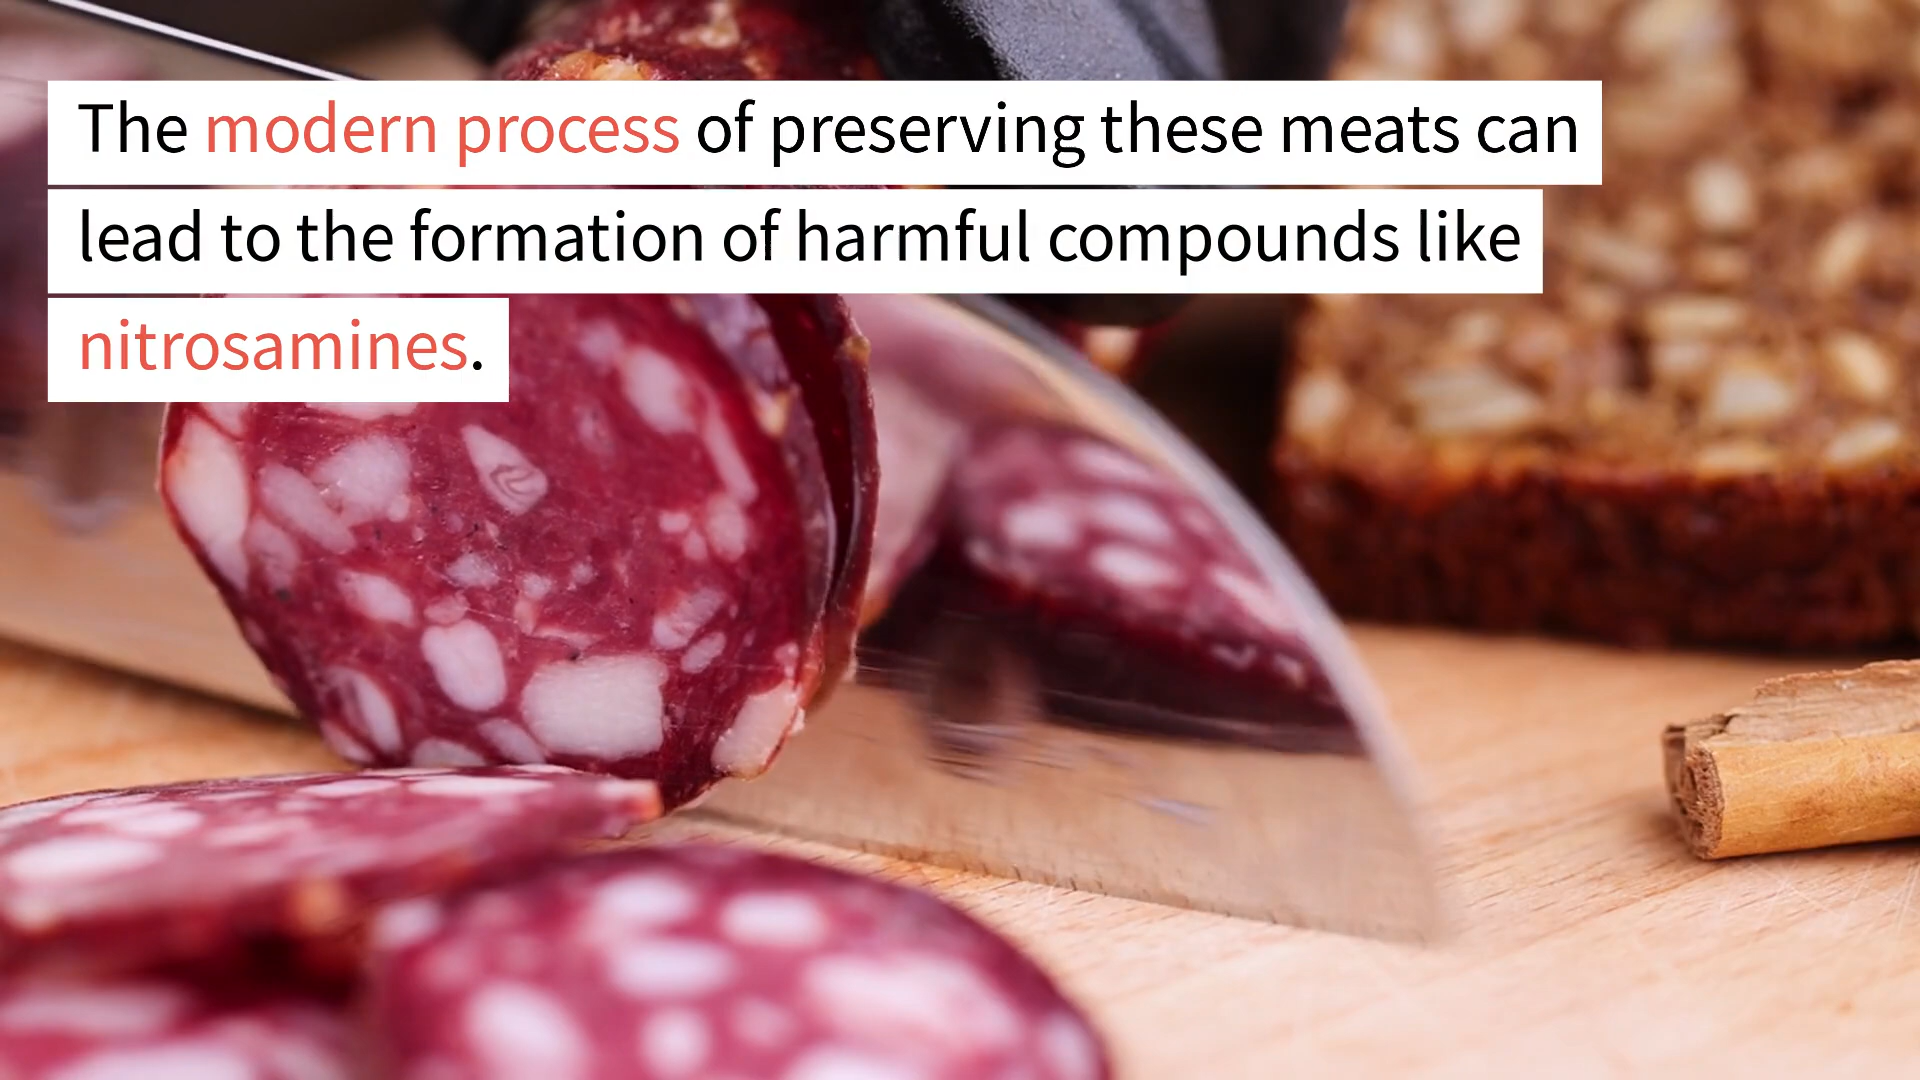 The modern process of preserving these meats can
lead to the formation of harmful compounds like
nitrosamines.